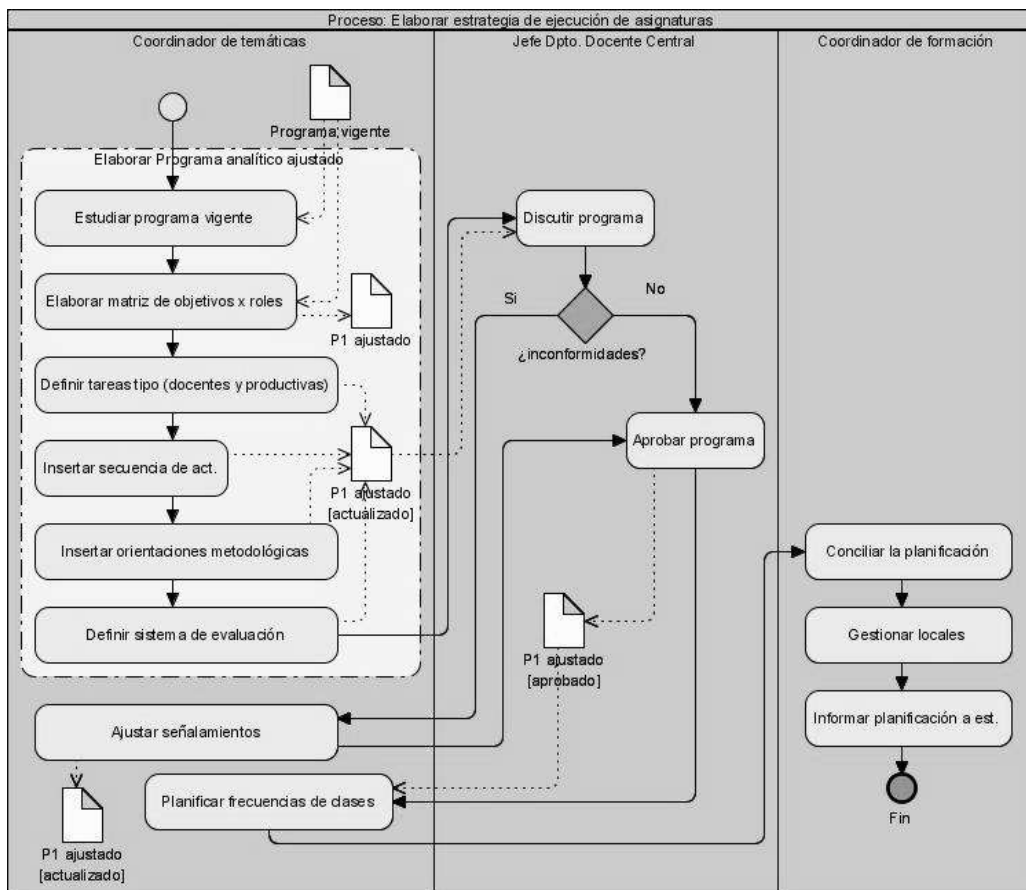 Proceso: Elaborar estrategia de ejecución de asignaturas
Coordinador de temáticas
Jefe Dpto. Docente Central
Coordinador de formación
Programa vigente
Elaborar Programa analítico ajustado
Estudiar programa vigente
Discutir programa
Elaborar matriz de objetivos x roles
P1 ajustado
Si
No
¿inconformidades?
Definir tareas tipo (docentes y productivas)
Aprobar programa
Insertar secuencia de act.
P1 ajustado
[actualizado]
Insertar orientaciones metodológicas
Conciliar la planificación
Definir sistema de evaluación
Gestionar locales
P1 ajustado
[aprobado]
Ajustar señalamientos
Informar planificación a est.
Planificar frecuencias de clases
Fin
P1 ajustado
[actualizado]